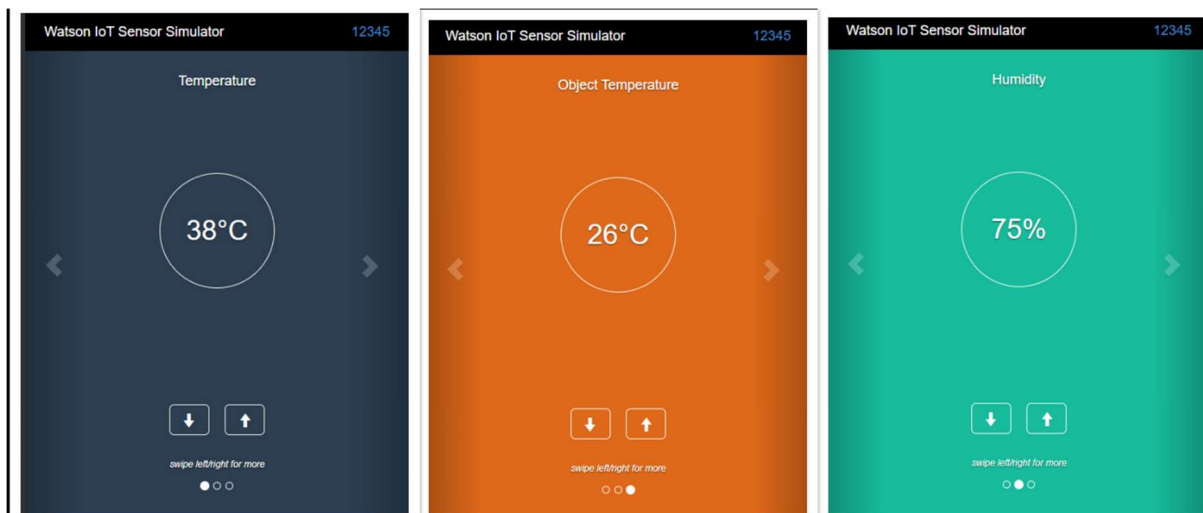 Watson IoT Sensor Simulator 12345
Temperature
38°C
swipe left/right for more
Watson IoT Sensor Simulator 12345
Object Temperature
26°C
swipe left/right for more
Watson IoT Sensor Simulator 12345
Humidity
75%
swipe left/right for more